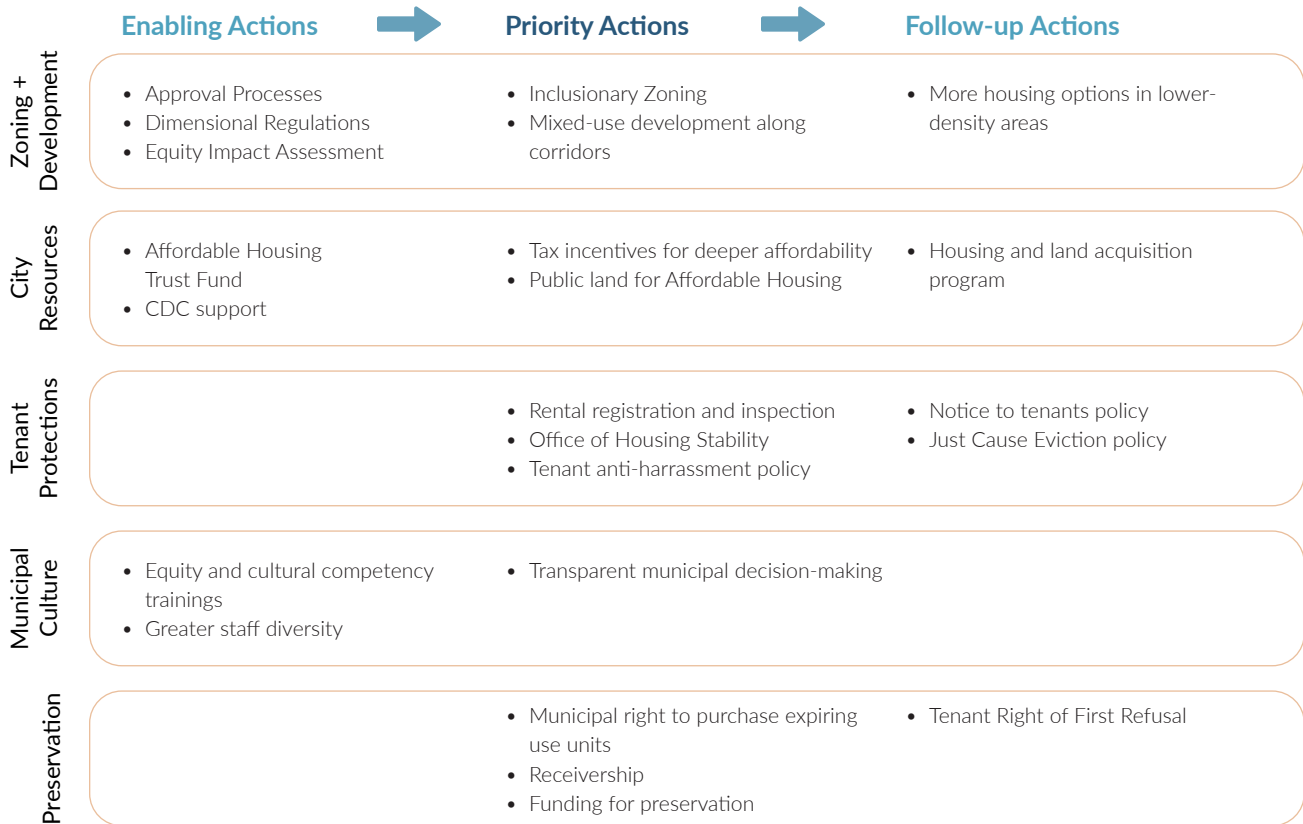 Enabling Actions
Priority Actions
Follow-up Actions
Zoning +
Development
• Approval Processes
• Dimensional Regulations
• Equity Impact Assessment
• Inclusionary Zoning
• Mixed-use development along
corridors
• More housing options in lower-
density areas
City
Resources
• Affordable Housing
Trust Fund
• CDC support
• Tax incentives for deeper affordability
• Public land for Affordable Housing
• Housing and land acquisition
program
Tenant
Protections
• Rental registration and inspection
• Office of Housing Stability
• Tenant anti-harrassment policy
• Notice to tenants policy
• Just Cause Eviction policy
Municipal
Culture
• Equity and cultural competency
trainings
• Greater staff diversity
• Transparent municipal decision-making
Preservation
• Municipal right to purchase expiring
use units
• Receivership
• Funding for preservation
• Tenant Right of First Refusal